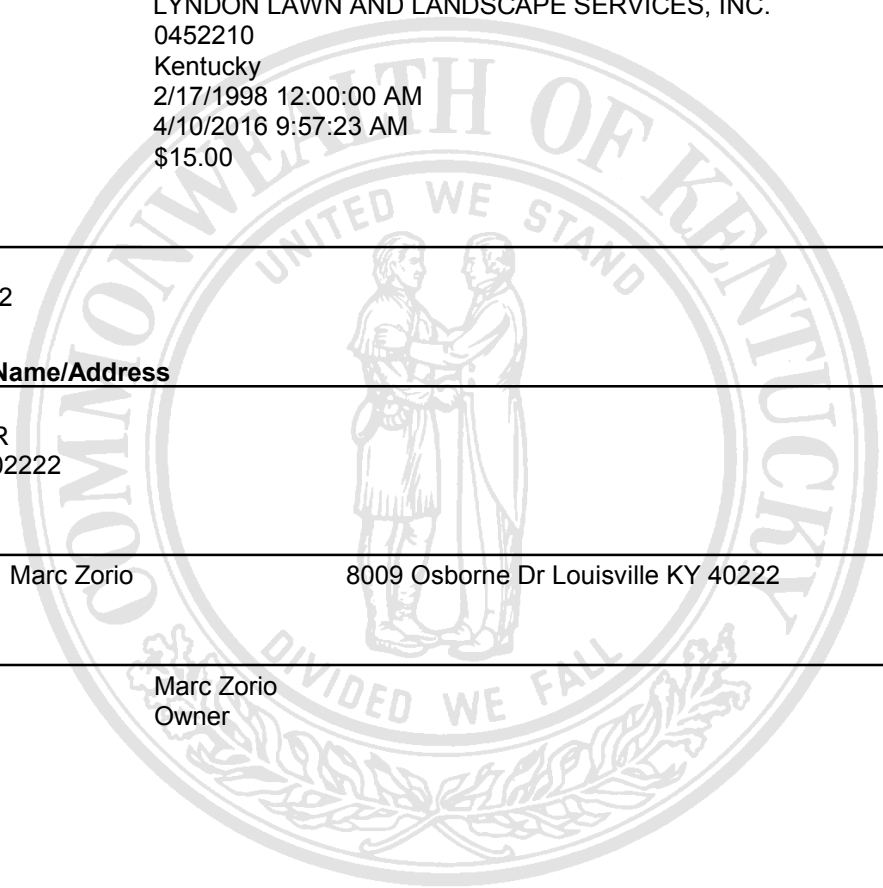 LYNDON LAWN AND LANDSCAPE SERVICES, INC.
0452210
Kentucky
2/17/1998 12:00:00 AM
4/10/2016 9:57:23 AM
$15.00
COMMONWEALTH OF KENTUCKY
UNITED WE STAND
2
Name/Address
R
02222
Marc Zorio 8009 Osborne Dr Louisville KY 40222
DIVIDED WE FALL
Marc Zorio
Owner